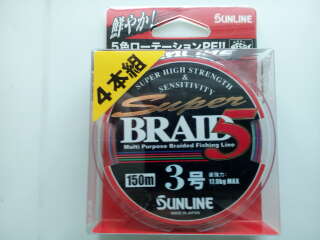 鮮やか!
SUNLINE
5色ローテーションPE!!
4本組
SUPER HIGH STRENGTH
&
SENSITIVITY
Super
BRAID 5
Multi Purpose Braided Fishing Line
150m
3号
17.0kg MAX
SUNLINE
MADE IN JAPAN